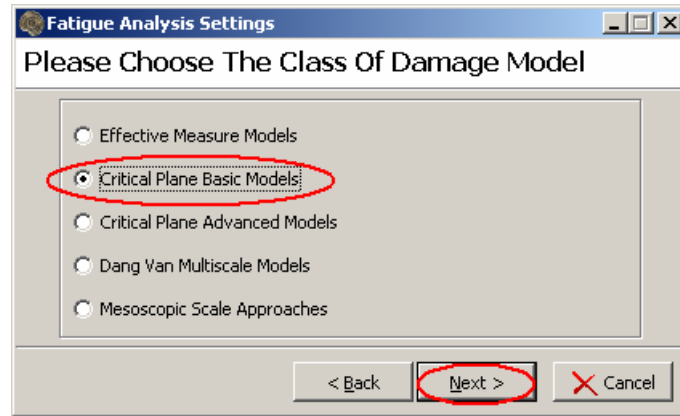 Fatigue Analysis Settings
Please Choose The Class Of Damage Model
Effective Measure Models
Critical Plane Basic Models
Critical Plane Advanced Models
Dang Van Multiscale Models
Mesoscopic Scale Approaches
< Back Next > Cancel